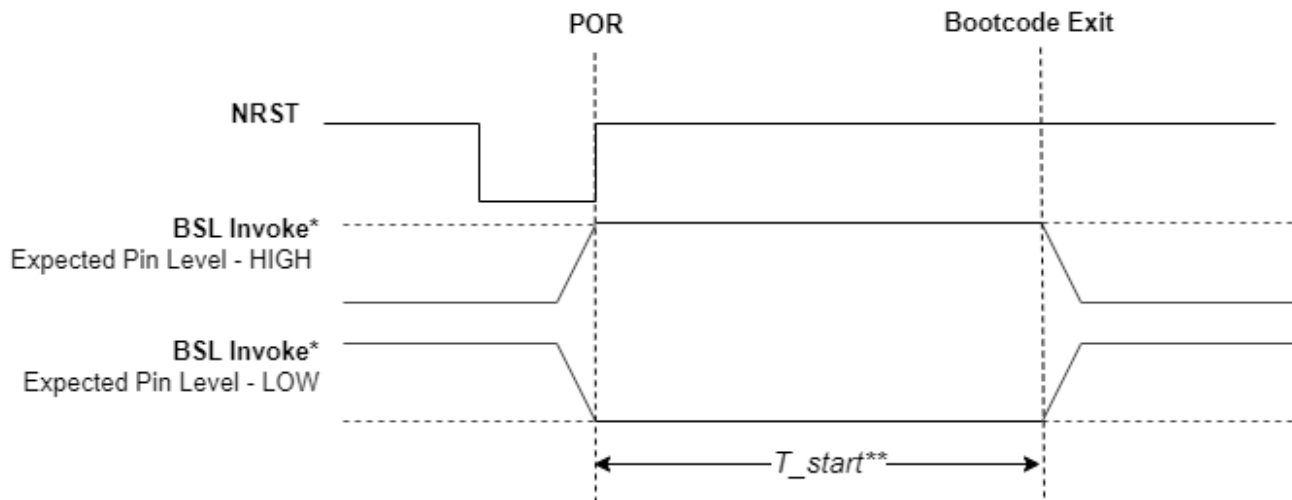 POR
Bootcode Exit
NRST
BSL Invoke*
Expected Pin Level - HIGH
BSL Invoke*
Expected Pin Level - LOW
T_start**